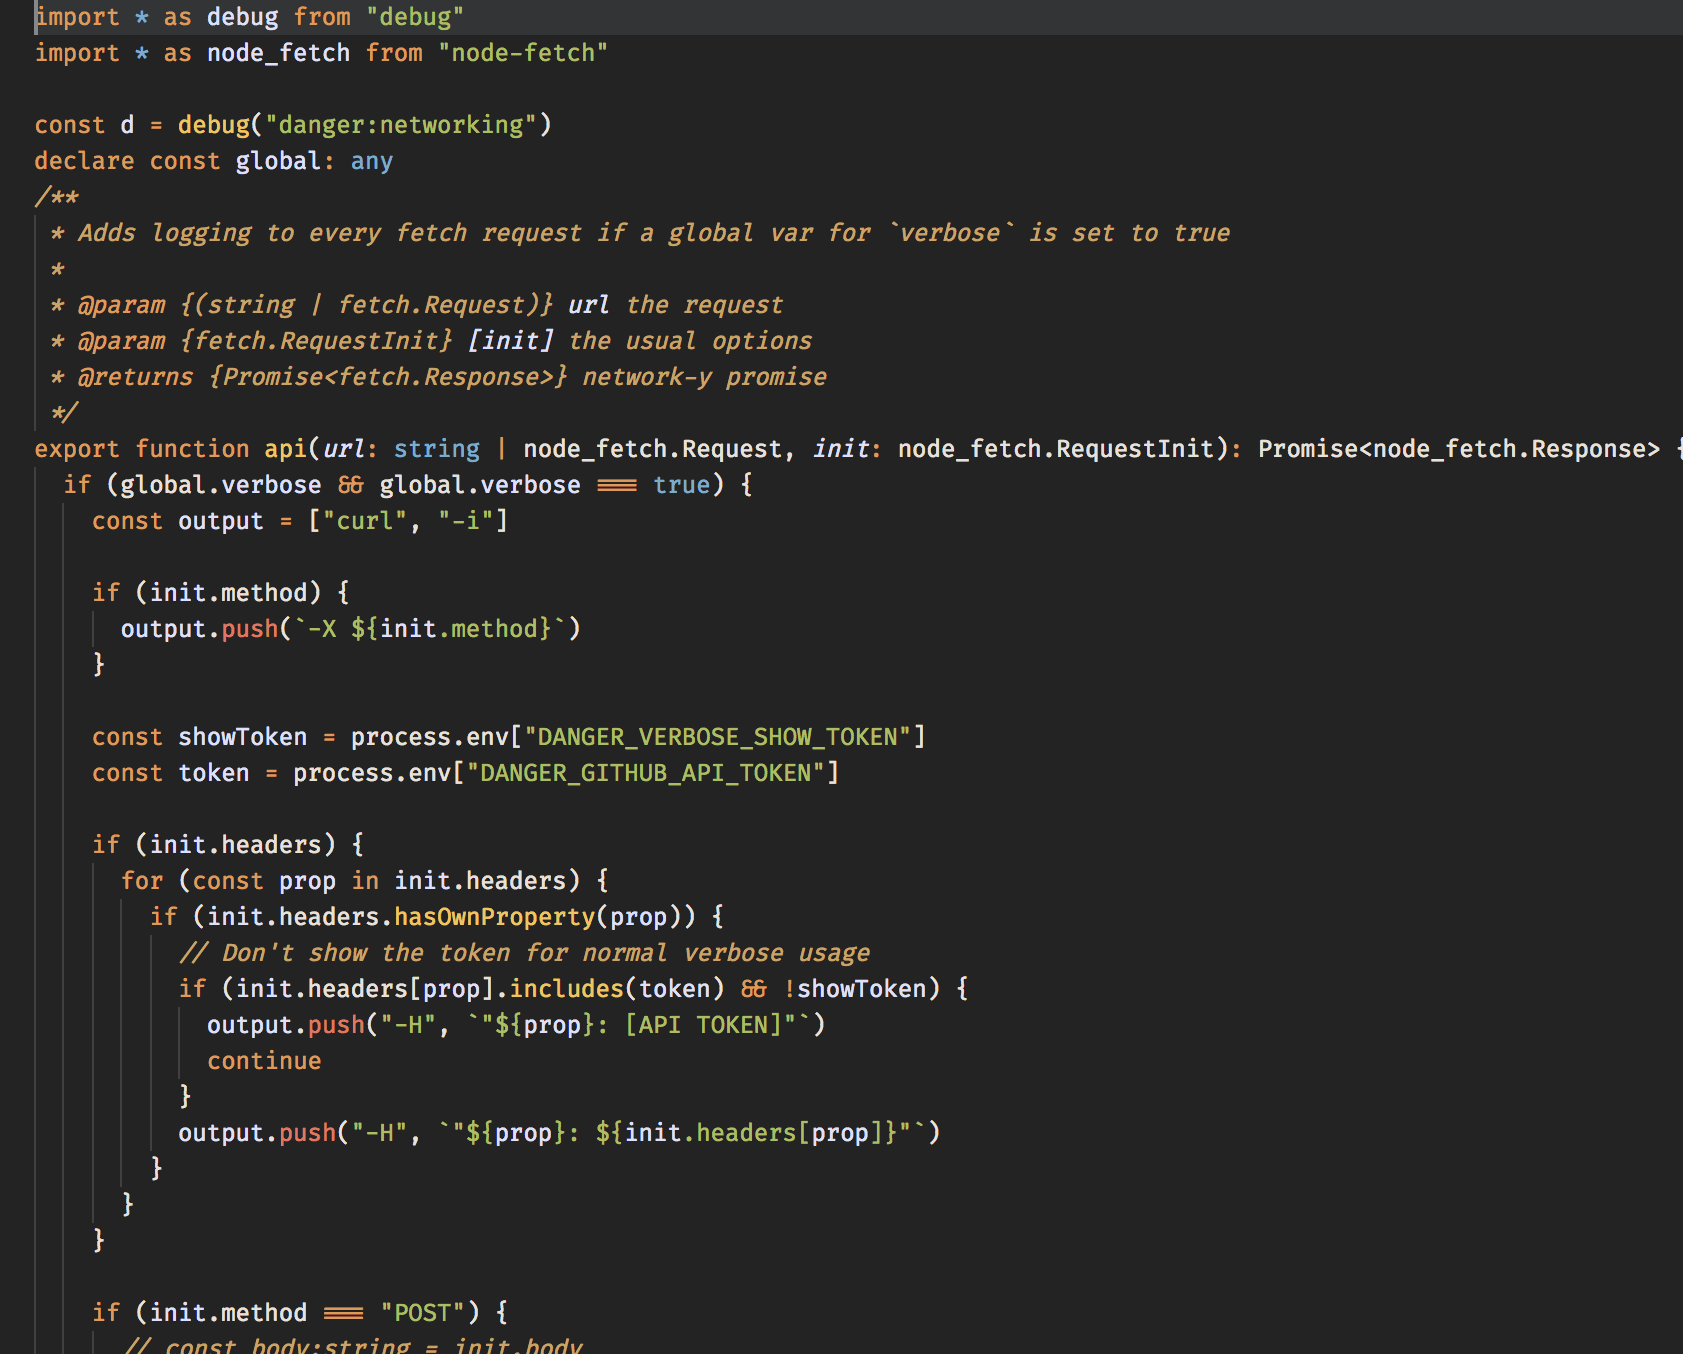 import * as debug from "debug"
import * as node_fetch from "node-fetch"
const d = debug("danger:networking")
declare const global: any
/**
* Adds logging to every fetch request if a global var for `verbose` is set to true
*
* @param {(string | fetch.Request)} url the request
* @param {fetch.RequestInit} [init] the usual options
* @returns {Promise<fetch.Response>} network-y promise
*/
export function api(url: string | node_fetch.Request, init: node_fetch.RequestInit): Promise<node_fetch.Response> {
if (global.verbose && global.verbose === true) {
const output = ["curl", "-i"]
if (init.method) {
output.push(`-X ${init.method}`)
}
const showToken = process.env["DANGER_VERBOSE_SHOW_TOKEN"]
const token = process.env["DANGER_GITHUB_API_TOKEN"]
if (init.headers) {
for (const prop in init.headers) {
if (init.headers.hasOwnProperty(prop)) {
// Don't show the token for normal verbose usage
if (init.headers[prop].includes(token) && !showToken) {
output.push("-H", `"${prop}: [API TOKEN]"`)
continue
}
output.push("-H", `"${prop}: ${init.headers[prop]}"`)
}
}
}
if (init.method === "POST") {
// const body:string = init.body